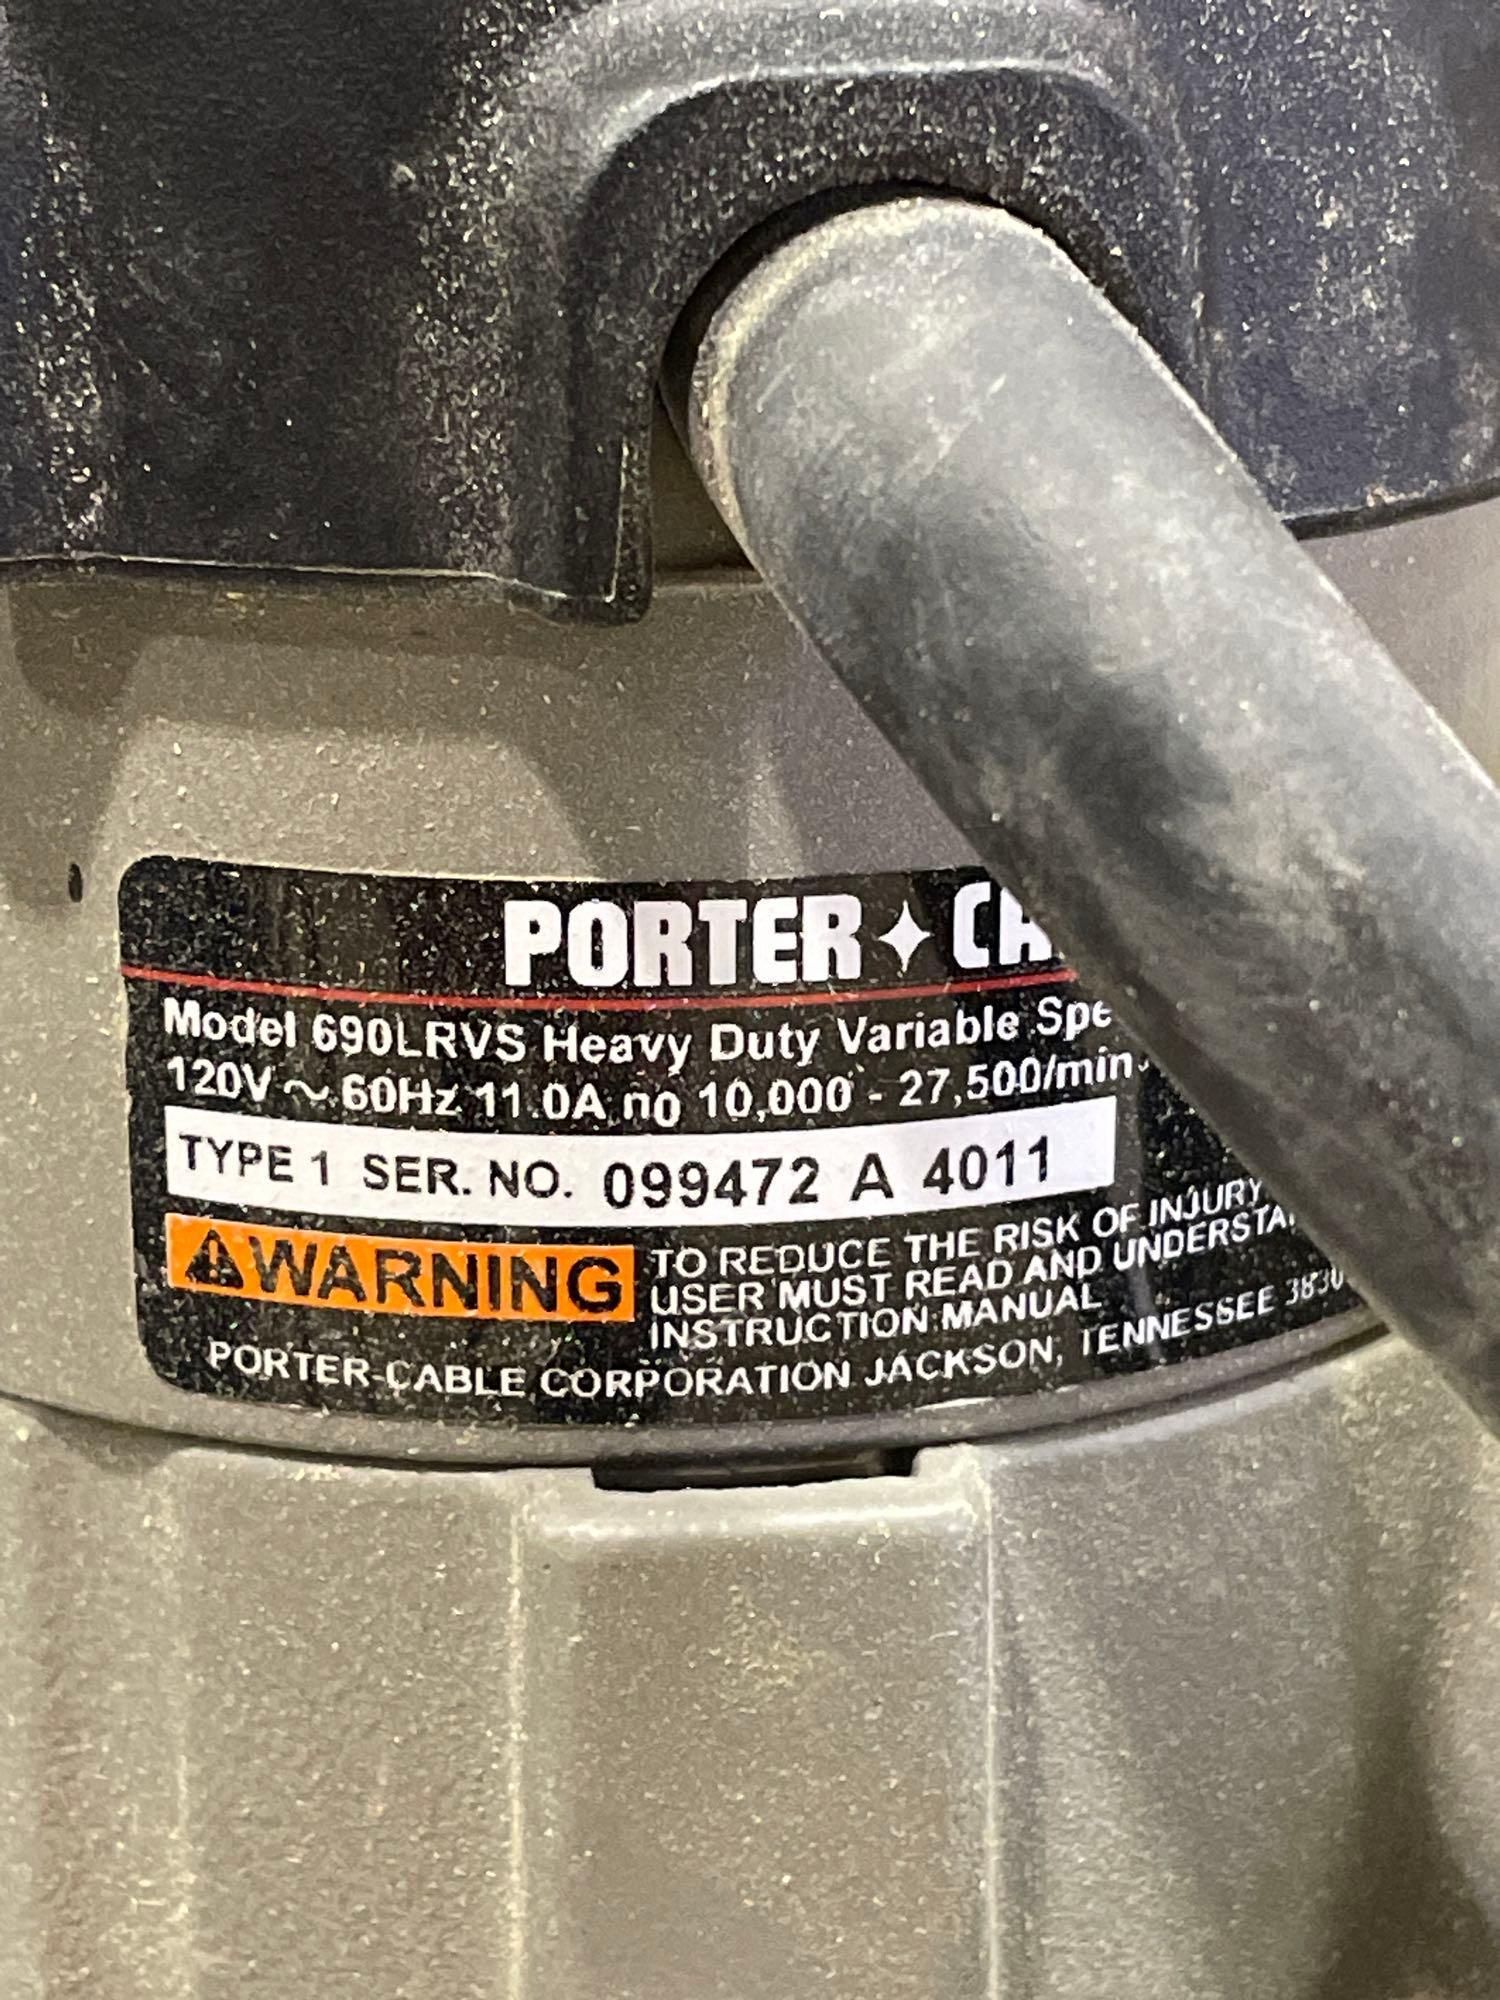 PORTER✦CA
Model 690LRVS Heavy Duty Variable Spe
120V ~ 60Hz 11.0A no 10,000 - 27,500/min
TYPE 1 SER. NO. 099472 A 4011
WARNING
TO REDUCE THE RISK OF INJURY
USER MUST READ AND UNDERSTA
INSTRUCTION MANUAL
PORTER-CABLE CORPORATION JACKSON, TENNESSEE 3830